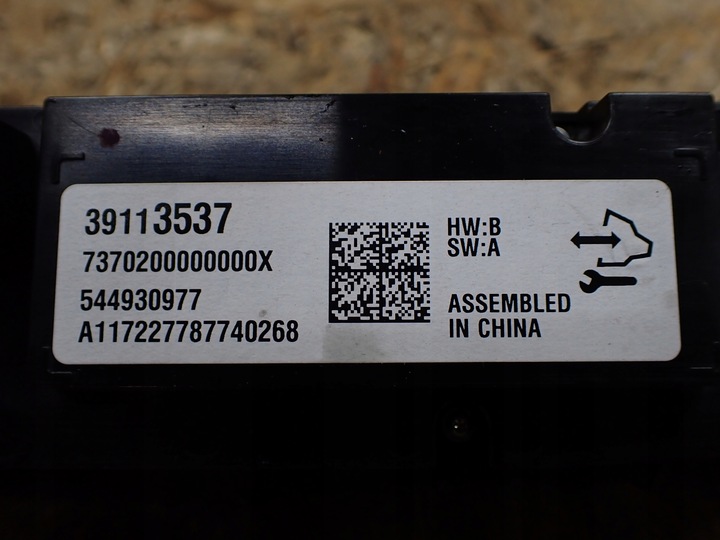 39113537
7370200000000X
544930977
A117227787740268
HW:B
SW:A
ASSEMBLED
IN CHINA